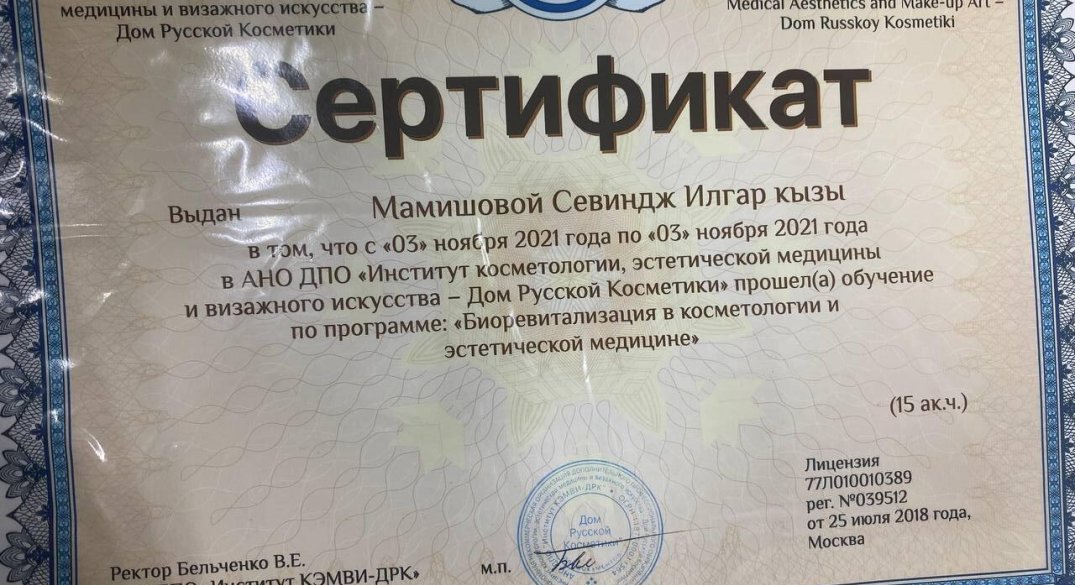 медицины и визажного искусства –
Дом Русской Косметики
Medical Aesthetics and Make-up Art –
Dom Russkoy Kosmetiki
Сертификат
Выдан Мамишовой Севиндж Илгар кызы
в том, что с «03» ноября 2021 года по «03» ноября 2021 года
в АНО ДПО «Институт косметологии, эстетической медицины
и визажного искусства – Дом Русской Косметики» прошел(а) обучение
по программе: «Биоревитализация в косметологии и
эстетической медицине»
(15 ак.ч.)
Лицензия
77Л010010389
рег. №039512
от 25 июля 2018 года,
Москва
Дом
Русской
Косметики
Ректор Бельченко В.Е.
м.п.
«Институт КЭМВИ-ДРК»